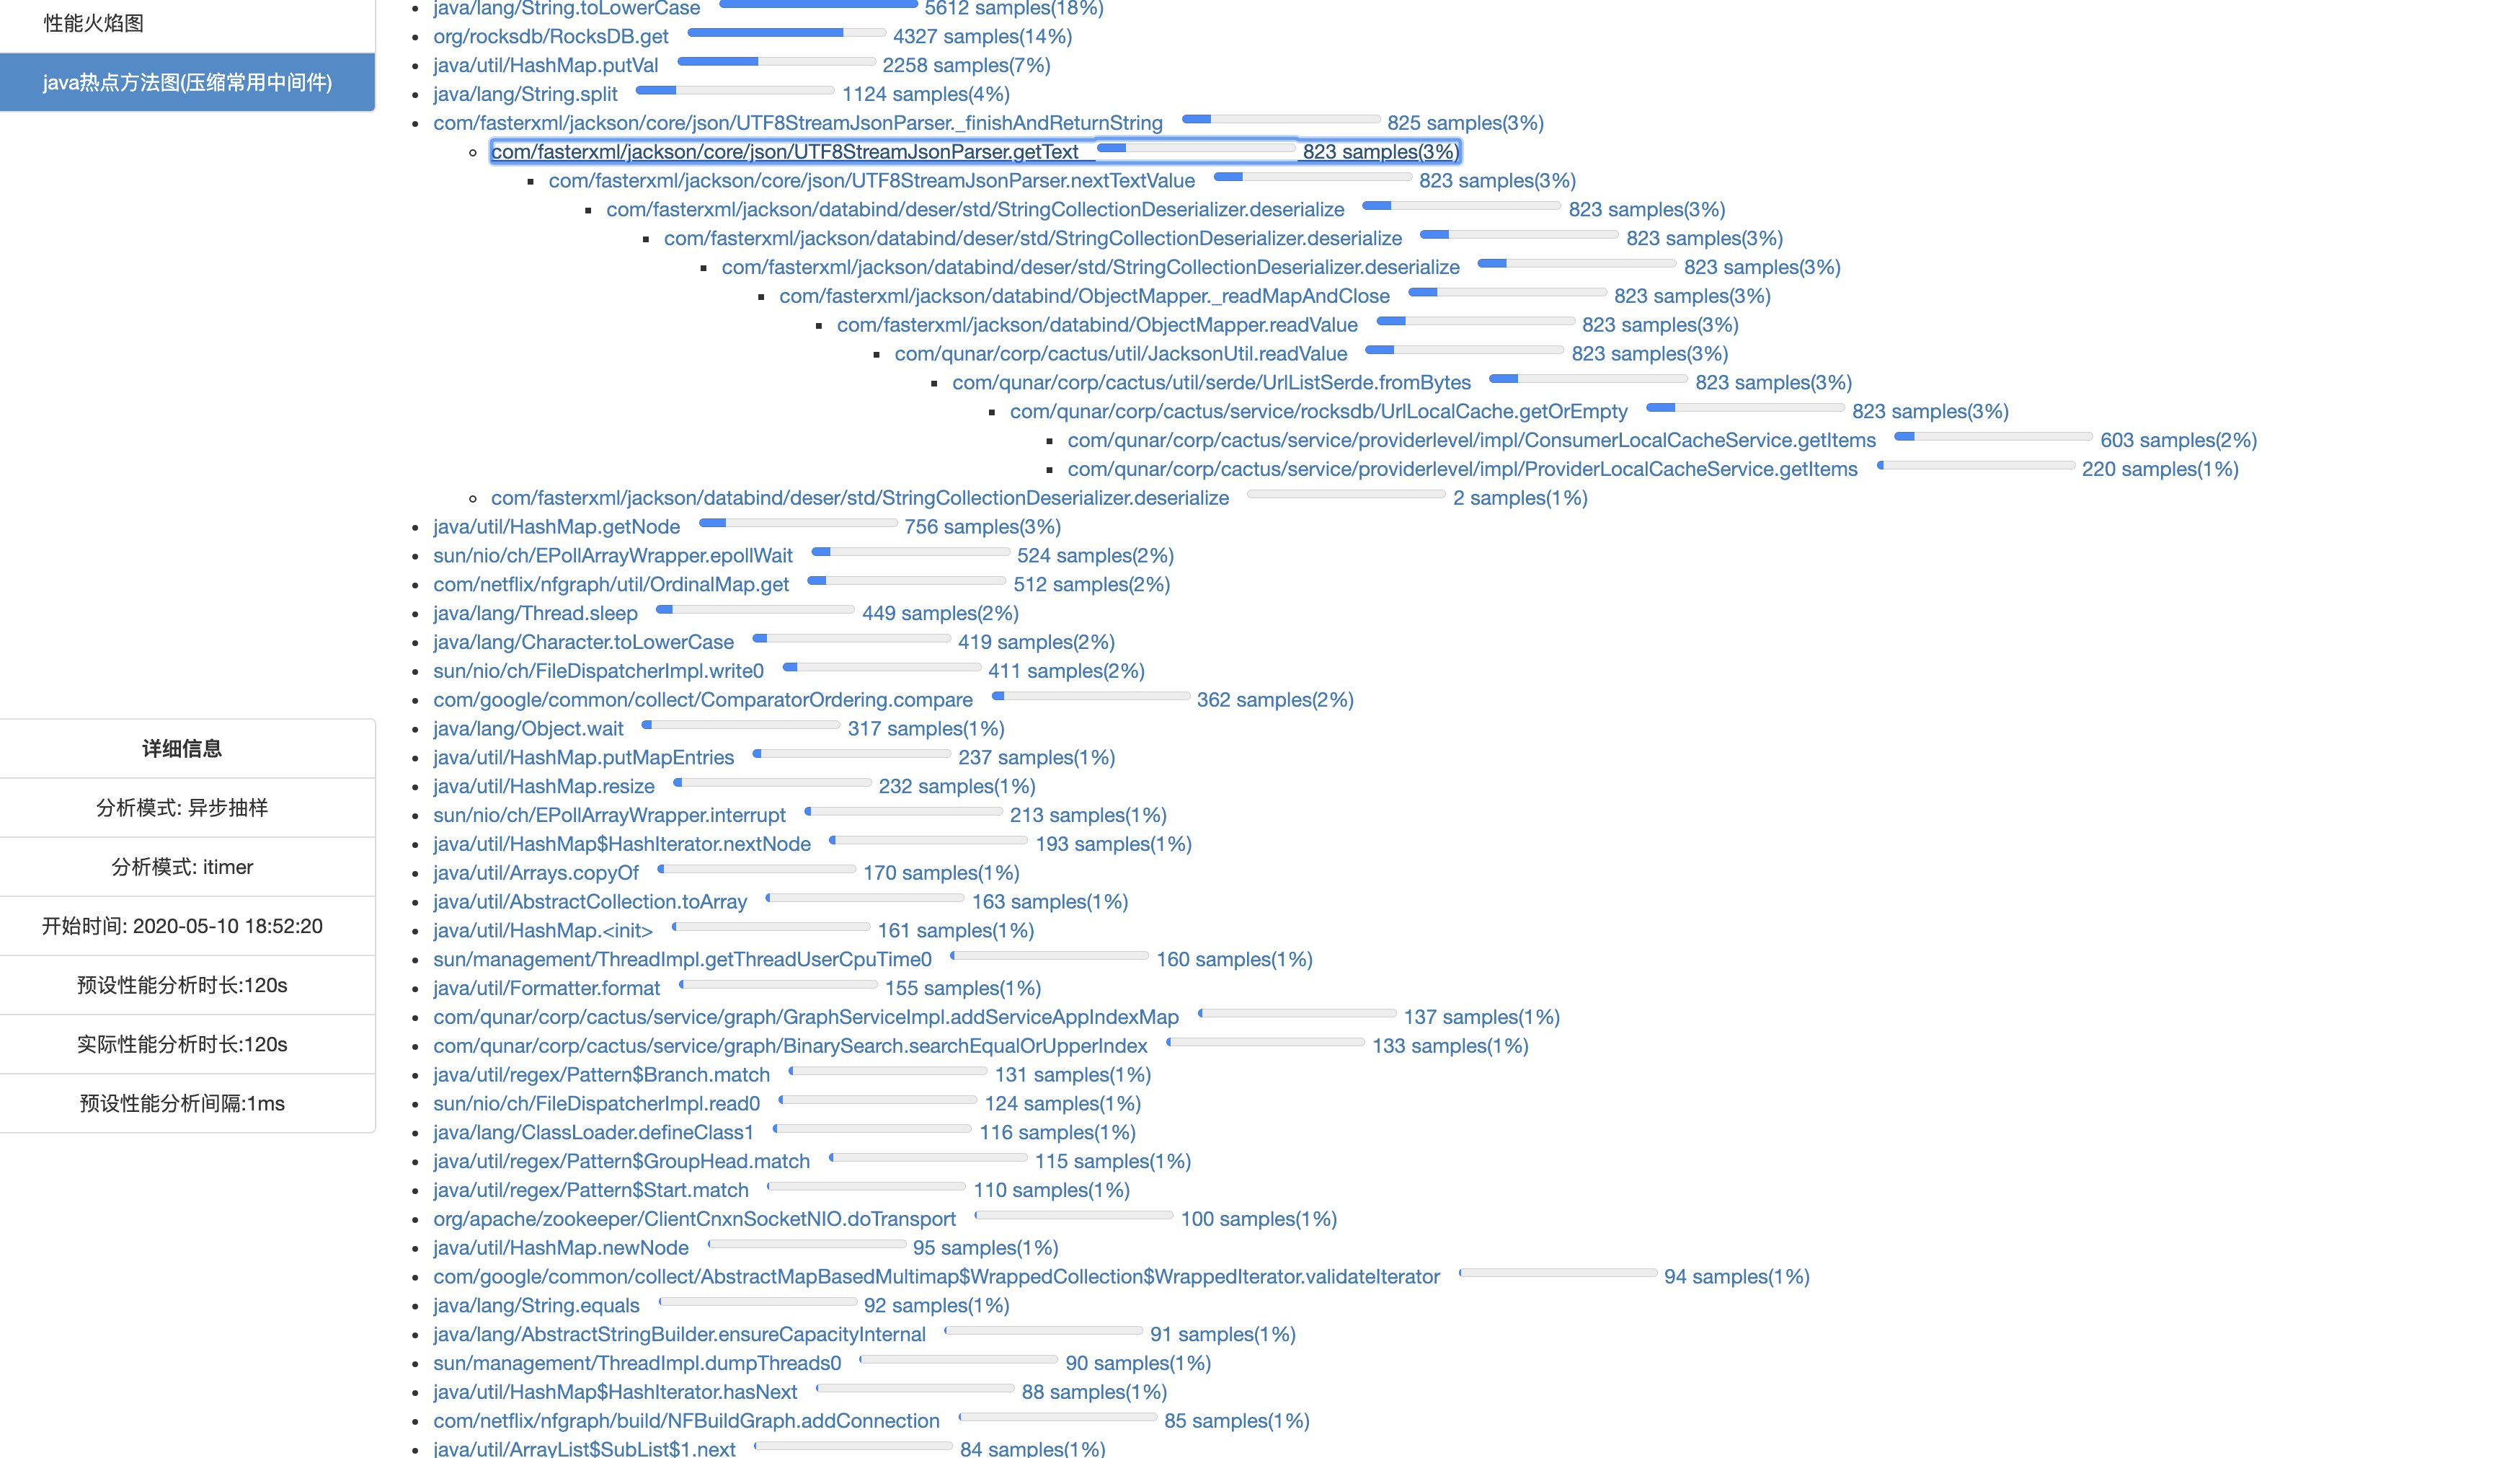 性能火焰图
java热点方法图(压缩常用中间件)
java/lang/String.toLowerCase 5612 samples(18%)
org/rocksdb/RocksDB.get 4327 samples(14%)
java/util/HashMap.putVal 2258 samples(7%)
java/lang/String.split 1124 samples(4%)
com/fasterxml/jackson/core/json/UTF8StreamJsonParser._finishAndReturnString 825 samples(3%)
com/fasterxml/jackson/core/json/UTF8StreamJsonParser.getText 823 samples(3%)
com/fasterxml/jackson/core/json/UTF8StreamJsonParser.nextTextValue 823 samples(3%)
com/fasterxml/jackson/databind/deser/std/StringCollectionDeserializer.deserialize 823 samples(3%)
com/fasterxml/jackson/databind/deser/std/StringCollectionDeserializer.deserialize 823 samples(3%)
com/fasterxml/jackson/databind/deser/std/StringCollectionDeserializer.deserialize 823 samples(3%)
com/fasterxml/jackson/databind/ObjectMapper._readMapAndClose 823 samples(3%)
com/fasterxml/jackson/databind/ObjectMapper.readValue 823 samples(3%)
com/qunar/corp/cactus/util/JacksonUtil.readValue 823 samples(3%)
com/qunar/corp/cactus/util/serde/UrlListSerde.fromBytes 823 samples(3%)
com/qunar/corp/cactus/service/rocksdb/UrlLocalCache.getOrEmpty 823 samples(3%)
com/qunar/corp/cactus/service/providerlevel/impl/ConsumerLocalCacheService.getItems 603 samples(2%)
com/qunar/corp/cactus/service/providerlevel/impl/ProviderLocalCacheService.getItems 220 samples(1%)
com/fasterxml/jackson/databind/deser/std/StringCollectionDeserializer.deserialize 2 samples(1%)
java/util/HashMap.getNode 756 samples(3%)
sun/nio/ch/EPollArrayWrapper.epollWait 524 samples(2%)
com/netflix/nfgraph/util/OrdinalMap.get 512 samples(2%)
java/lang/Thread.sleep 449 samples(2%)
java/lang/Character.toLowerCase 419 samples(2%)
sun/nio/ch/FileDispatcherImpl.write0 411 samples(2%)
com/google/common/collect/ComparatorOrdering.compare 362 samples(2%)
java/lang/Object.wait 317 samples(1%)
java/util/HashMap.putMapEntries 237 samples(1%)
java/util/HashMap.resize 232 samples(1%)
sun/nio/ch/EPollArrayWrapper.interrupt 213 samples(1%)
java/util/HashMap$HashIterator.nextNode 193 samples(1%)
java/util/Arrays.copyOf 170 samples(1%)
java/util/AbstractCollection.toArray 163 samples(1%)
java/util/HashMap.<init> 161 samples(1%)
sun/management/ThreadImpl.getThreadUserCpuTime0 160 samples(1%)
java/util/Formatter.format 155 samples(1%)
com/qunar/corp/cactus/service/graph/GraphServiceImpl.addServiceAppIndexMap 137 samples(1%)
com/qunar/corp/cactus/service/graph/BinarySearch.searchEqualOrUpperIndex 133 samples(1%)
java/util/regex/Pattern$Branch.match 131 samples(1%)
sun/nio/ch/FileDispatcherImpl.read0 124 samples(1%)
java/lang/ClassLoader.defineClass1 116 samples(1%)
java/util/regex/Pattern$GroupHead.match 115 samples(1%)
java/util/regex/Pattern$Start.match 110 samples(1%)
org/apache/zookeeper/ClientCnxnSocketNIO.doTransport 100 samples(1%)
java/util/HashMap.newNode 95 samples(1%)
com/google/common/collect/AbstractMapBasedMultimap$WrappedCollection$WrappedIterator.validateIterator 94 samples(1%)
java/lang/String.equals 92 samples(1%)
java/lang/AbstractStringBuilder.ensureCapacityInternal 91 samples(1%)
sun/management/ThreadImpl.dumpThreads0 90 samples(1%)
java/util/HashMap$HashIterator.hasNext 88 samples(1%)
com/netflix/nfgraph/build/NFBuildGraph.addConnection 85 samples(1%)
java/util/ArrayList$SubList$1.next 84 samples(1%)
详细信息
分析模式: 异步抽样
分析模式: itimer
开始时间: 2020-05-10 18:52:20
预设性能分析时长:120s
实际性能分析时长:120s
预设性能分析间隔:1ms